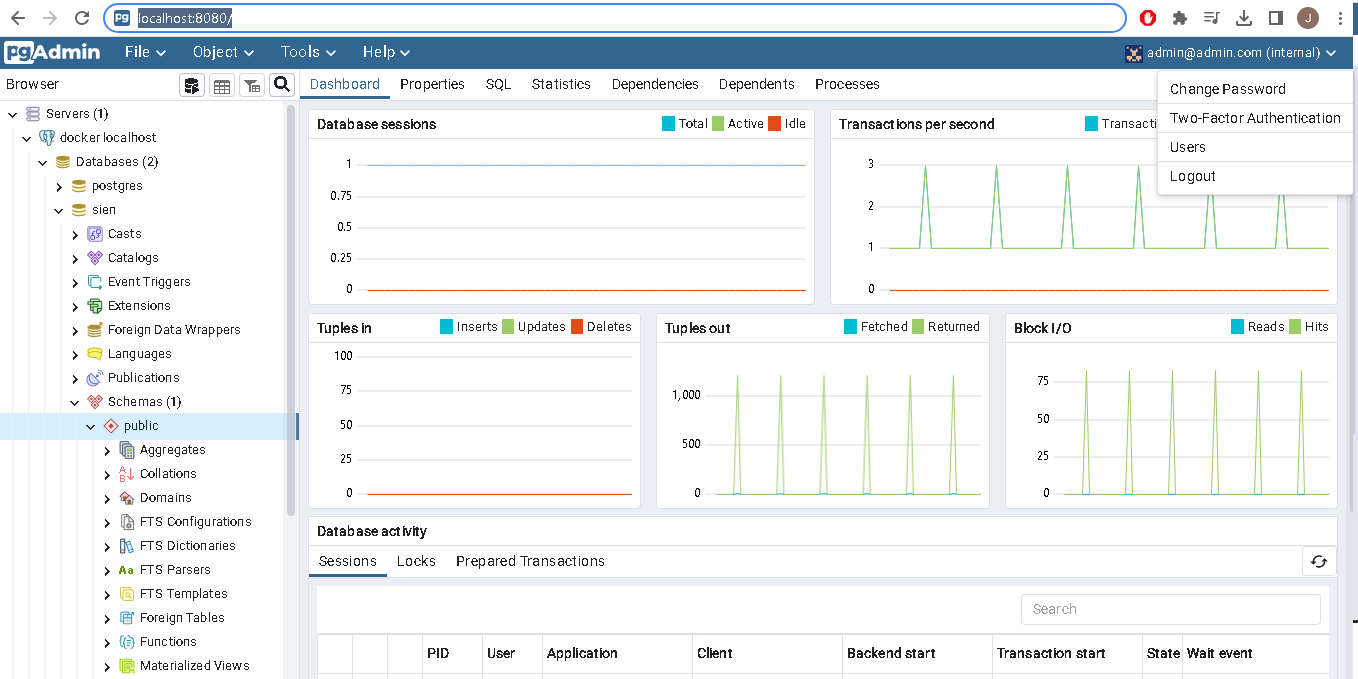 localhost:8080/
J
pgAdmin File Object Tools Help admin@admin.com (internal)
Browser
Dashboard Properties SQL Statistics Dependencies Dependents Processes
Change Password
Two-Factor Authentication
Users
Logout
Servers (1)
docker localhost
Databases (2)
postgres
sien
Casts
Catalogs
Event Triggers
Extensions
Foreign Data Wrappers
Languages
Publications
Schemas (1)
public
Aggregates
Collations
Domains
FTS Configurations
FTS Dictionaries
Aa FTS Parsers
FTS Templates
Foreign Tables
Functions
Materialized Views
Database sessions Total Active Idle
1
0.75
0.5
0.25
0
Transactions per second Transacti
3
2
1
0
Tuples in Inserts Updates Deletes
100
75
50
25
0
Tuples out Fetched Returned
1,000
500
0
Block I/O Reads Hits
75
50
25
0
Database activity
Sessions Locks Prepared Transactions
Search
PID User Application Client Backend start Transaction start State Wait event